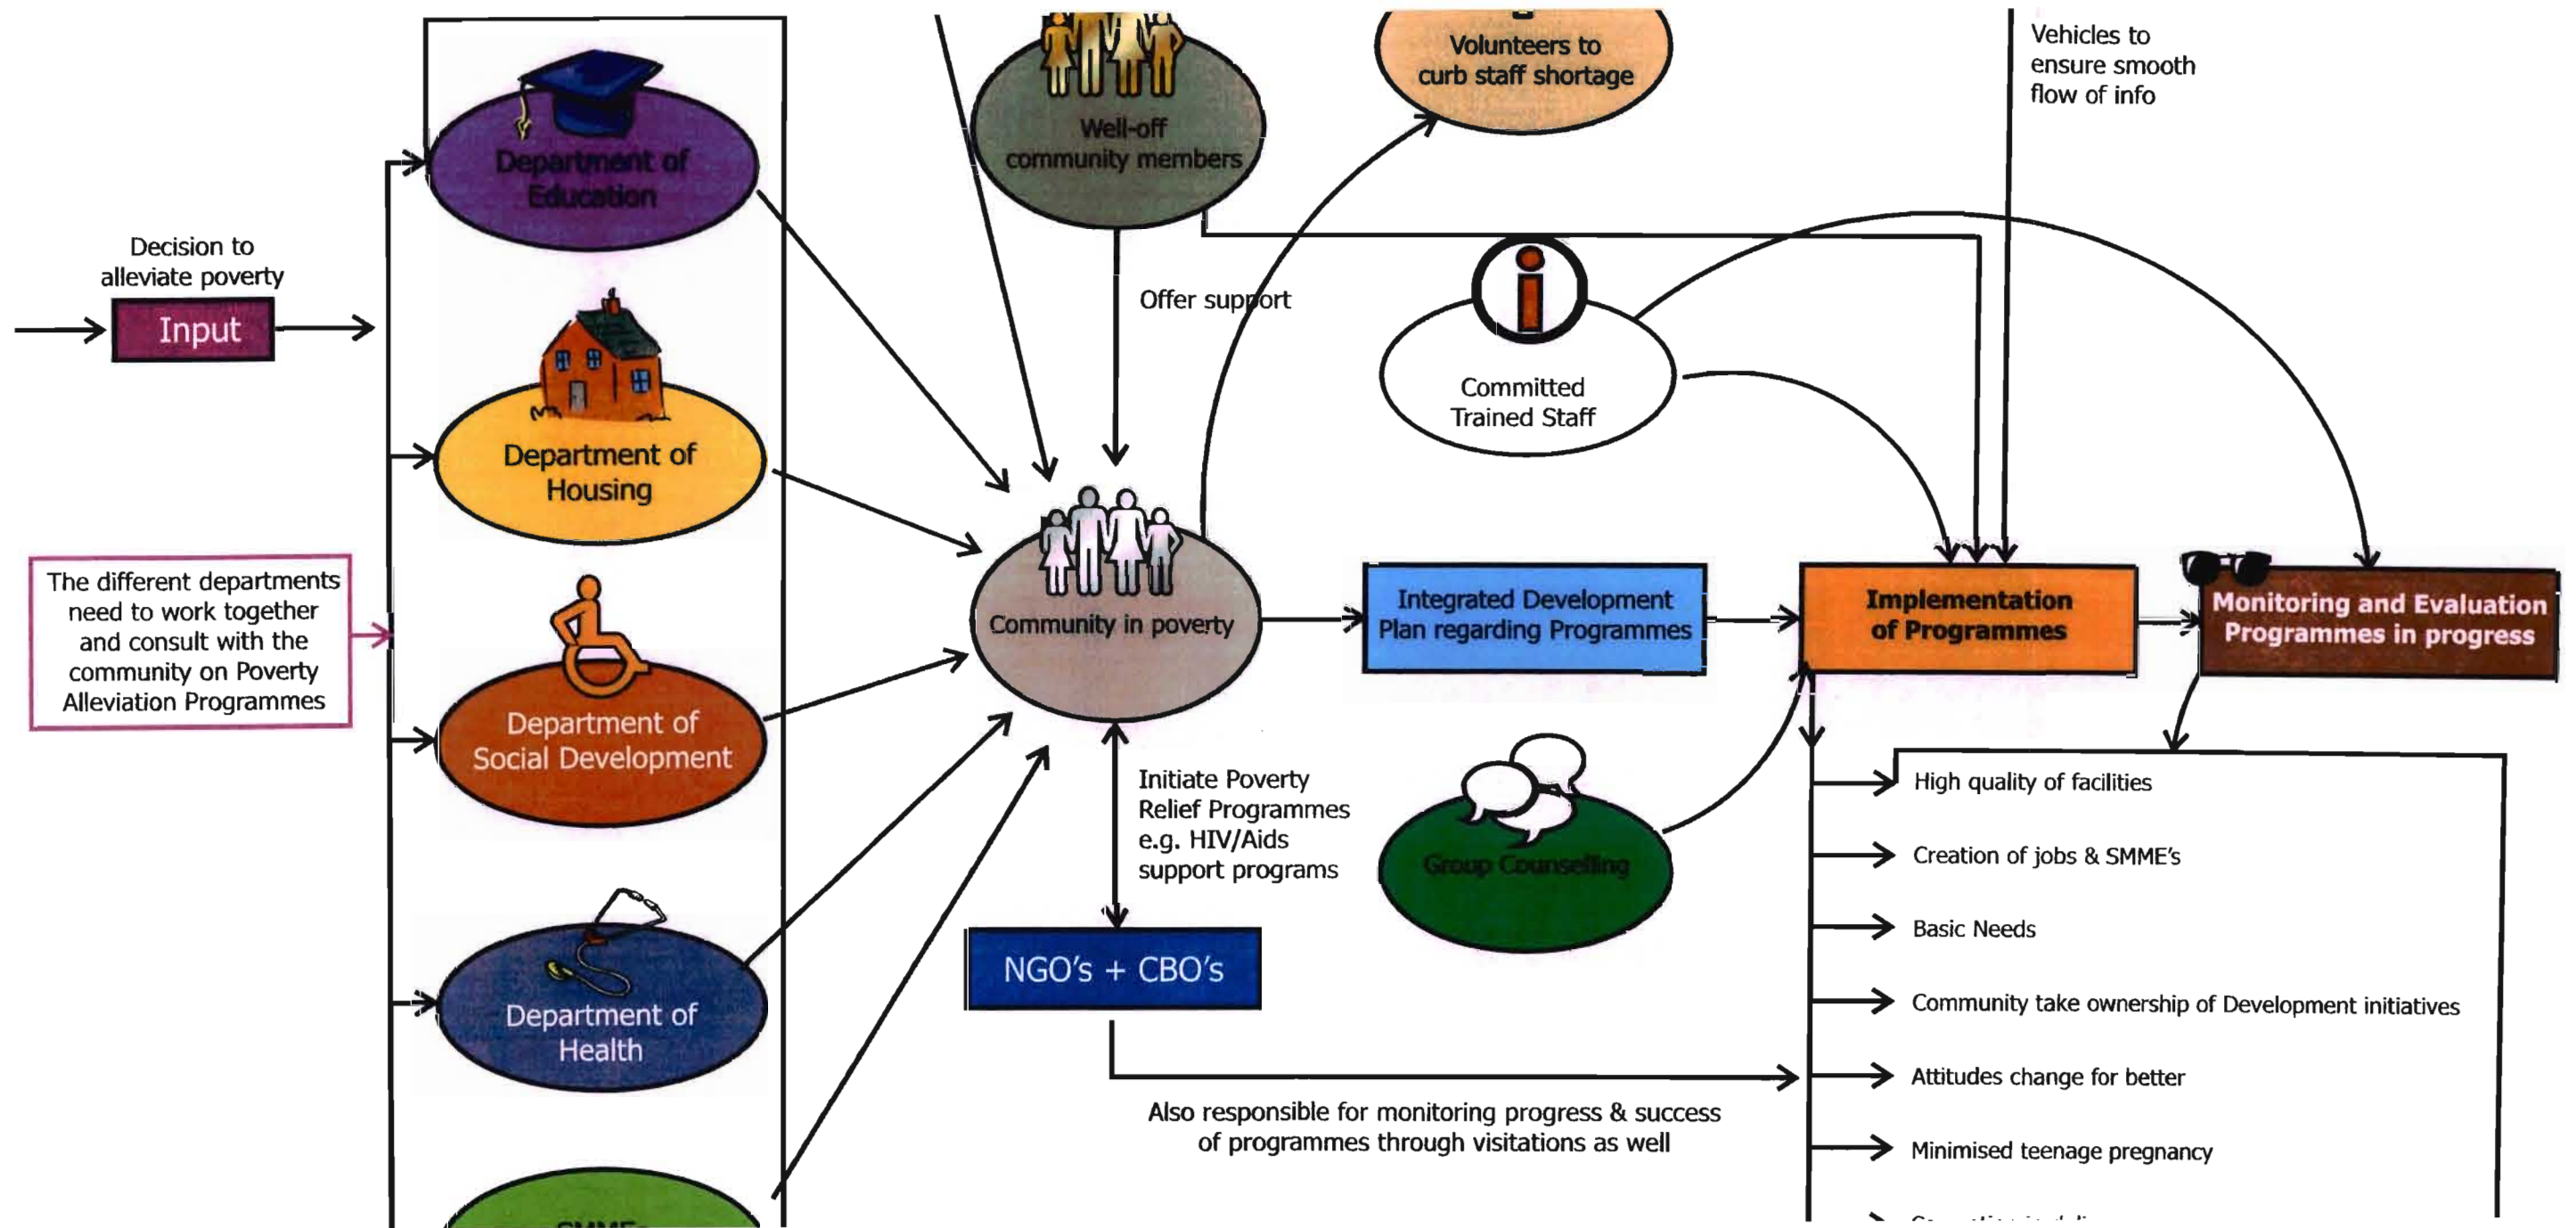 Volunteers to
curb staff shortage
Vehicles to
ensure smooth
flow of info
Well-off
community members
Department of
Education
Decision to
alleviate poverty
Input
Offer support
Committed
Trained Staff
Department of
Housing
The different departments
need to work together
and consult with the
community on Poverty
Alleviation Programmes
Community in poverty
Integrated Development
Plan regarding Programmes
Implementation
of Programmes
Monitoring and Evaluation
Programmes in progress
Department of
Social Development
Initiate Poverty
Relief Programmes
e.g. HIV/Aids
support programs
Group Counselling
High quality of facilities
Creation of jobs & SMME's
Basic Needs
Community take ownership of Development initiatives
Attitudes change for better
Minimised teenage pregnancy
NGO's + CBO's
Department of
Health
Also responsible for monitoring progress & success
of programmes through visitations as well